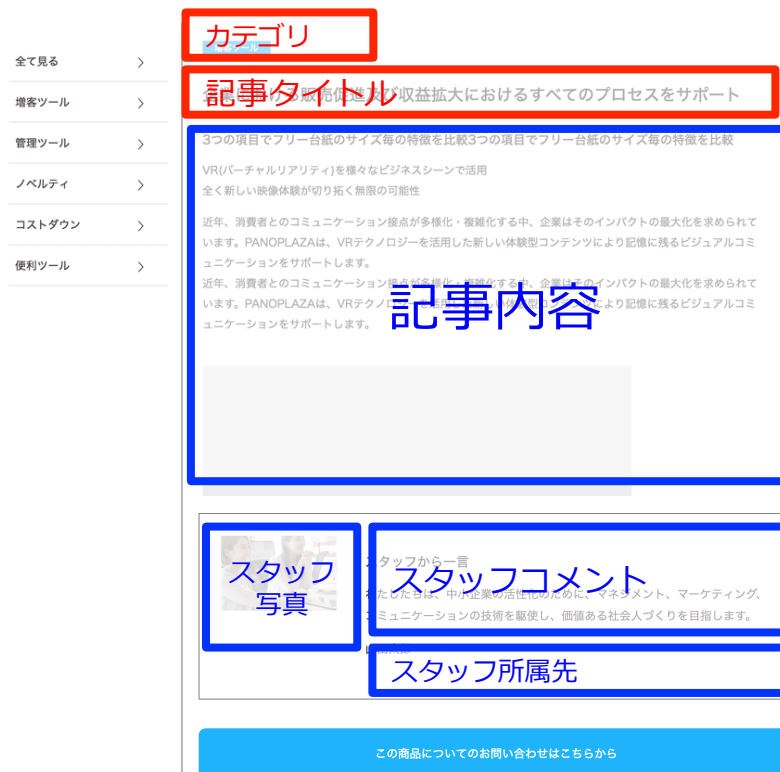 カテゴリ
全て見る
増客ツール
管理ツール
ノベルティ
コストダウン
便利ツール
記事タイトル
る販売促進及び収益拡大におけるすべてのプロセスをサポート
3つの項目でフリー台紙のサイズ毎の特徴を比較3つの項目でフリー台紙のサイズ毎の特徴を比較
VR(バーチャルリアリティ)を様々なビジネスシーンで活用
全く新しい映像体験が切り拓く無限の可能性
近年、消費者とのコミュニケーション接点が多様化・複雑化する中、企業はそのインパクトの最大化を求められて
います。PANOPLAZAは、VRテクノロジーを活用した新しい体験型コンテンツにより記憶に残るビジュアルコミ
ュニケーションをサポートします。
近年、消費者とのコミュニケーション接点が多様化・複雑化する中、企業はそのインパクトの最大化を求められて
います。PANOPLAZAは、VRテクノロジーを活用した新しい体験型コンテンツにより記憶に残るビジュアルコミ
ュニケーションをサポートします。
記事内容
スタッフ
写真
スタッフから一言
スタッフコメント
わたしたちは、中小企業の活性化のために、マネジメント、マーケティング、
コミュニケーションの技術を駆使し、価値ある社会人づくりを目指します。
スタッフ所属先
この商品についてのお問い合わせはこちらから